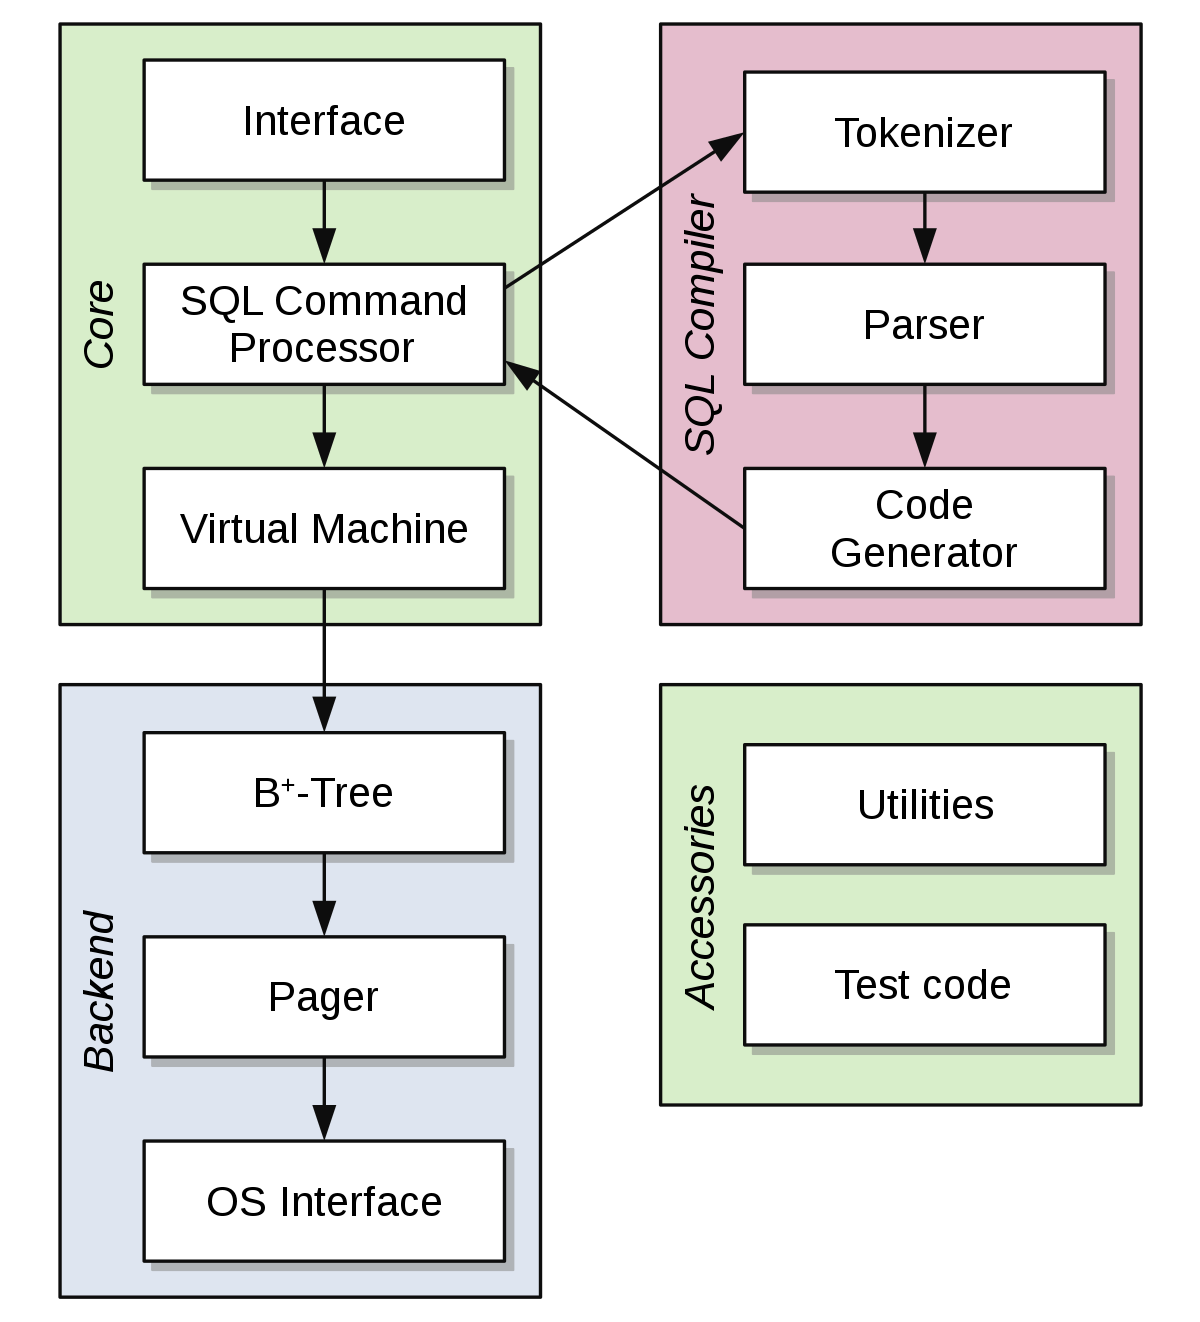 Core
Interface
SQL Command
Processor
Virtual Machine
SQL Compiler
Tokenizer
Parser
Code
Generator
Backend
B⁺-Tree
Pager
OS Interface
Accessories
Utilities
Test code